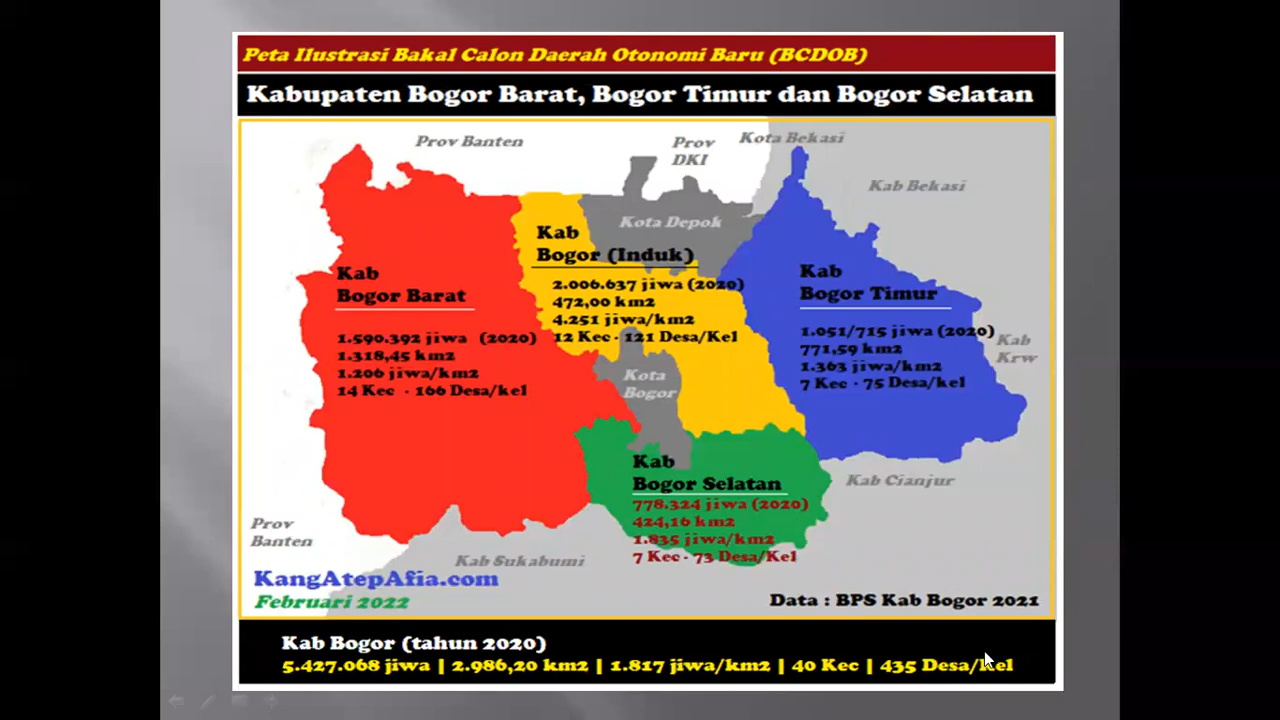 Peta Ilustrasi Bakal Calon Daerah Otonomi Baru (BCDOB)
Kabupaten Bogor Barat, Bogor Timur dan Bogor Selatan
Prov Banten
Prov
DKI
Kota Bekasi
Kab Bekasi
Kota Depok
Kab
Bogor (Induk)
2.006.637 jiwa (2020)
472,00 km2
4.251 jiwa/km2
12 Kec - 121 Desa/Kel
Kab
Bogor Barat
1.590.392 jiwa (2020)
1.318,45 km2
1.206 jiwa/km2
14 Kec - 166 Desa/kel
Kab
Bogor Timur
1.051/715 jiwa (2020)
771,59 km2
1.363 jiwa/km2
7 Kec - 75 Desa/kel
Kab
Krw
Kota
Bogor
Kab
Bogor Selatan
778.324 jiwa (2020)
424,16 km2
1.835 jiwa/km2
7 Kec - 73 Desa/Kel
Kab Cianjur
Prov
Banten
Kab Sukabumi
KangAtepAfia.com
Februari 2022
Data : BPS Kab Bogor 2021
Kab Bogor (tahun 2020)
5.427.068 jiwa | 2.986,20 km2 | 1.817 jiwa/km2 | 40 Kec | 435 Desa/Kel